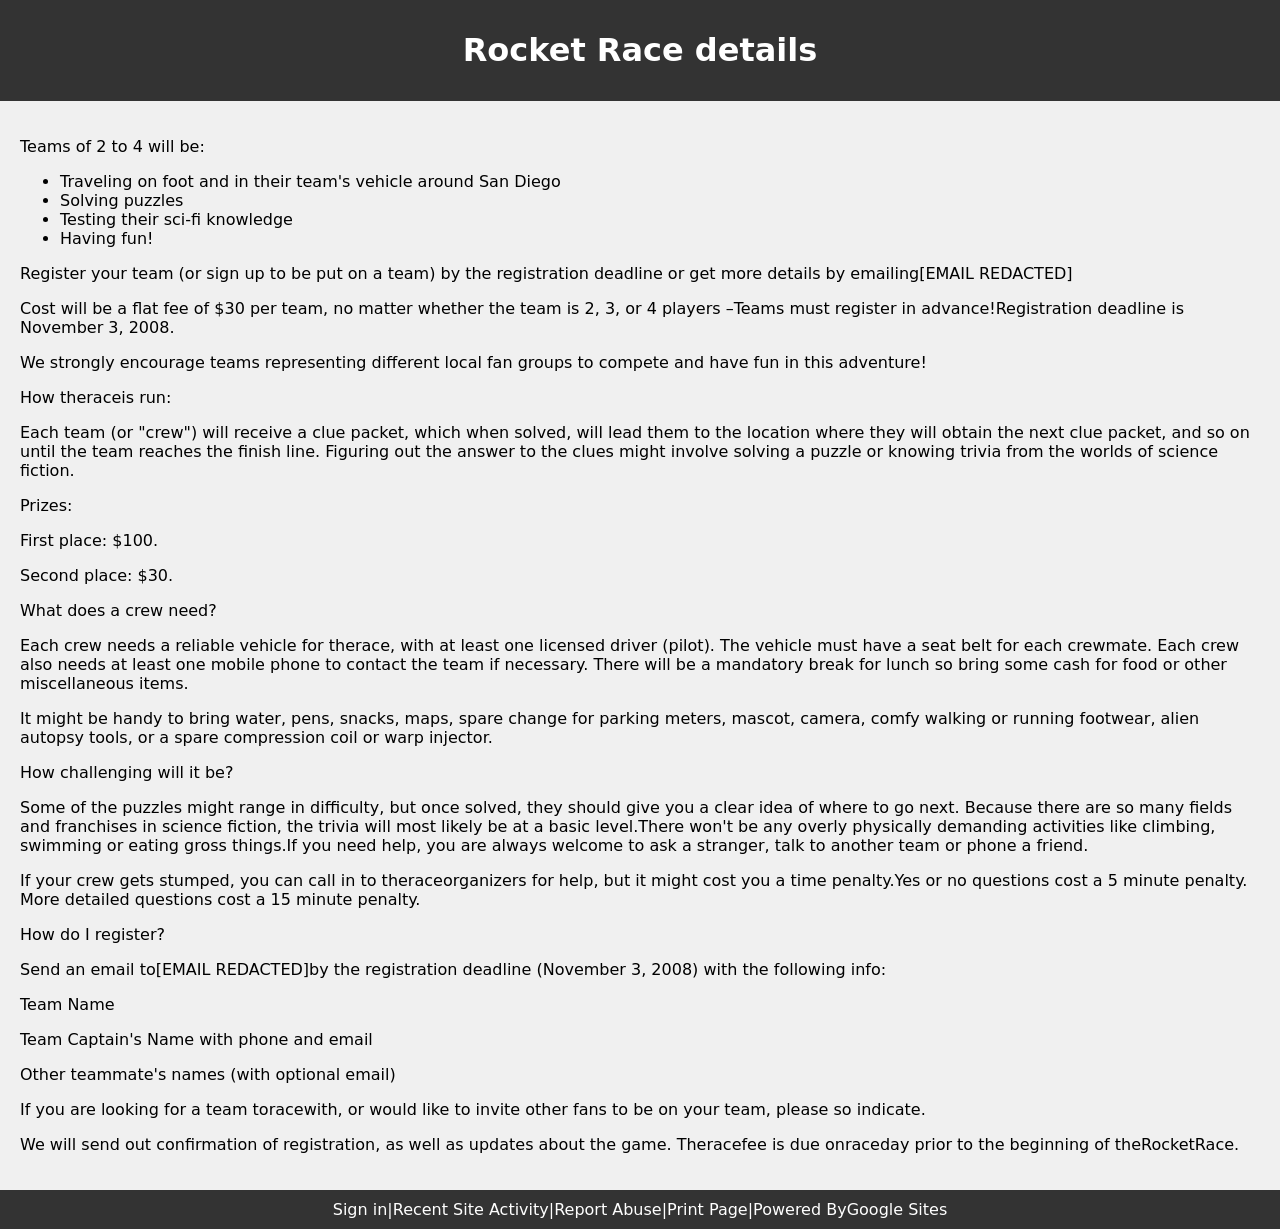 Rocket Race details
Teams of 2 to 4 will be:
• Traveling on foot and in their team's vehicle around San Diego
• Solving puzzles
• Testing their sci-fi knowledge
• Having fun!
Register your team (or sign up to be put on a team) by the registration deadline or get more details by emailing[EMAIL REDACTED]
Cost will be a flat fee of $30 per team, no matter whether the team is 2, 3, or 4 players –Teams must register in advance!Registration deadline is
November 3, 2008.
We strongly encourage teams representing different local fan groups to compete and have fun in this adventure!
How theraceis run:
Each team (or "crew") will receive a clue packet, which when solved, will lead them to the location where they will obtain the next clue packet, and so on
until the team reaches the finish line. Figuring out the answer to the clues might involve solving a puzzle or knowing trivia from the worlds of science
fiction.
Prizes:
First place: $100.
Second place: $30.
What does a crew need?
Each crew needs a reliable vehicle for therace, with at least one licensed driver (pilot). The vehicle must have a seat belt for each crewmate. Each crew
also needs at least one mobile phone to contact the team if necessary. There will be a mandatory break for lunch so bring some cash for food or other
miscellaneous items.
It might be handy to bring water, pens, snacks, maps, spare change for parking meters, mascot, camera, comfy walking or running footwear, alien
autopsy tools, or a spare compression coil or warp injector.
How challenging will it be?
Some of the puzzles might range in difficulty, but once solved, they should give you a clear idea of where to go next. Because there are so many fields
and franchises in science fiction, the trivia will most likely be at a basic level.There won't be any overly physically demanding activities like climbing,
swimming or eating gross things.If you need help, you are always welcome to ask a stranger, talk to another team or phone a friend.
If your crew gets stumped, you can call in to theraceorganizers for help, but it might cost you a time penalty.Yes or no questions cost a 5 minute penalty.
More detailed questions cost a 15 minute penalty.
How do I register?
Send an email to[EMAIL REDACTED]by the registration deadline (November 3, 2008) with the following info:
Team Name
Team Captain's Name with phone and email
Other teammate's names (with optional email)
If you are looking for a team toracewith, or would like to invite other fans to be on your team, please so indicate.
We will send out confirmation of registration, as well as updates about the game. Theracefee is due onraceday prior to the beginning of theRocketRace.
Sign in|Recent Site Activity|Report Abuse|Print Page|Powered ByGoogle Sites